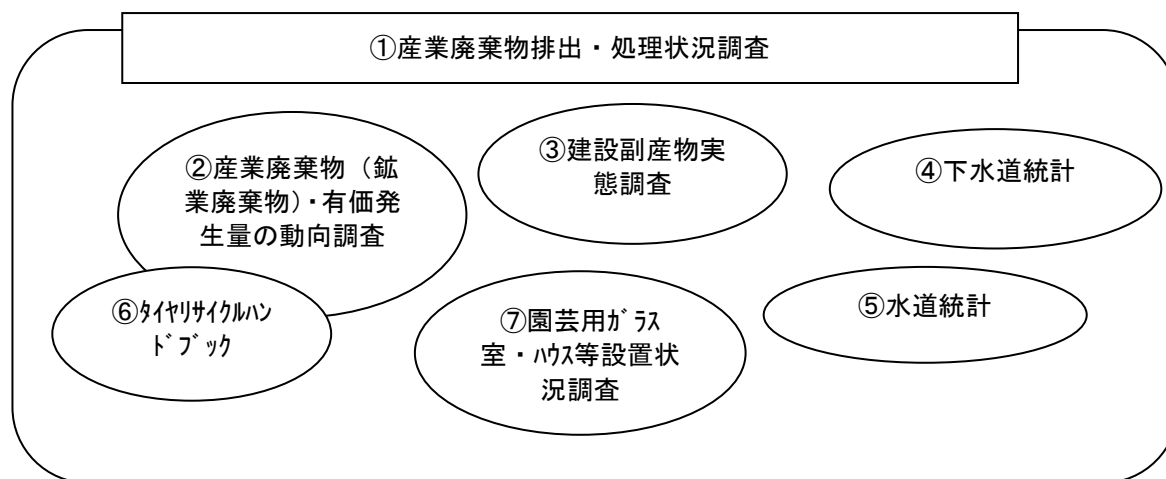 ①産業廃棄物排出・処理状況調査
②産業廃棄物（鉱
業廃棄物）・有価発
生量の動向調査
③建設副産物実
態調査
④下水道統計
⑤水道統計
⑥ﾀｲﾔﾘｻｲｸﾙﾊﾝ
ﾄﾞﾌﾞｯｸ
⑦園芸用ｶﾞﾗｽ
室・ﾊｳｽ等設置状
況調査